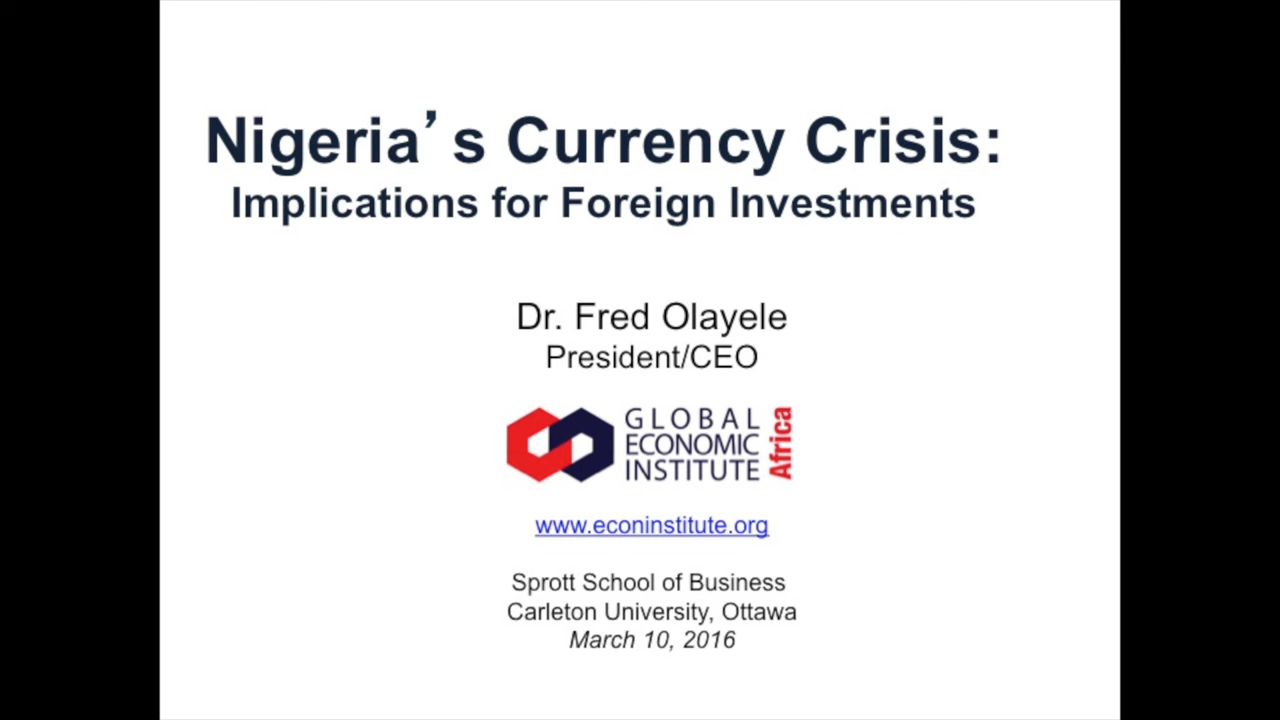 Nigeria’s Currency Crisis:
Implications for Foreign Investments
Dr. Fred Olayele
President/CEO
GLOBAL
ECONOMIC
INSTITUTE
Africa
www.econinstitute.org
Sprott School of Business
Carleton University, Ottawa
March 10, 2016